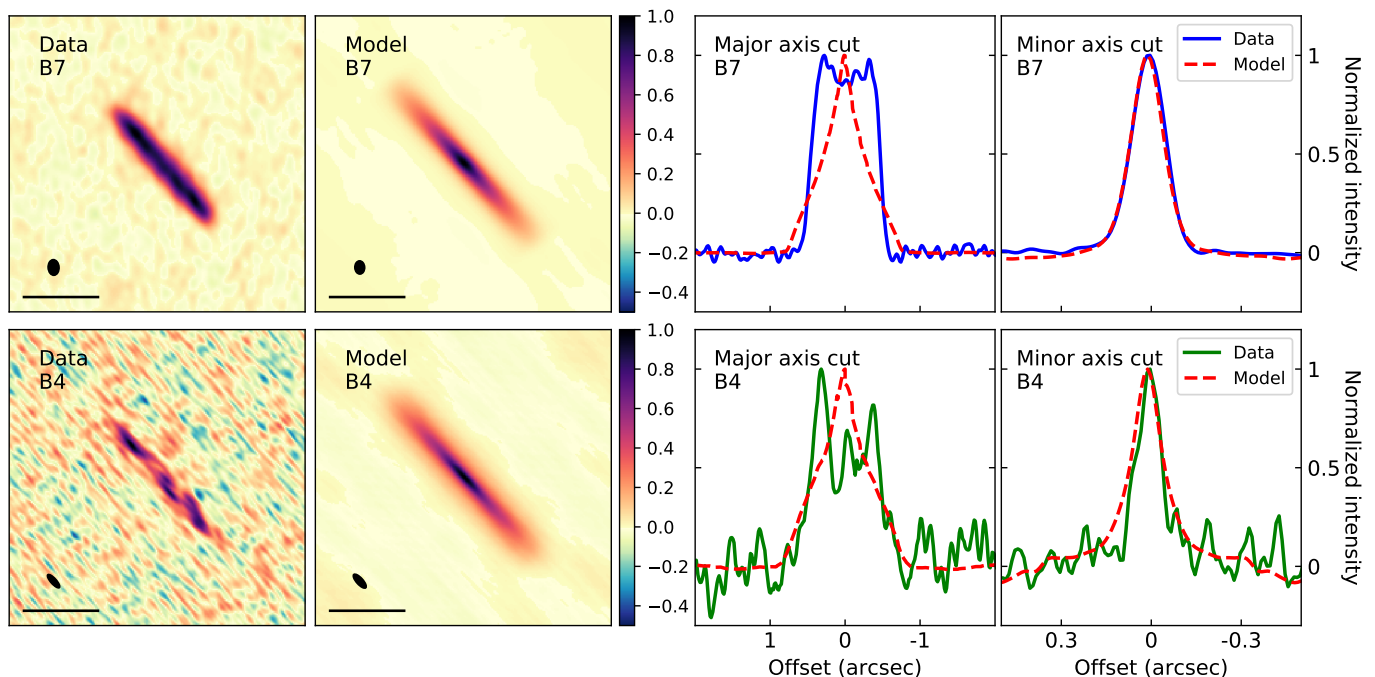 Data
B7
Model
B7
1.0
0.8
0.6
0.4
0.2
0.0
−0.2
−0.4
Major axis cut
B7
Minor axis cut
B7
Data
Model
1
0.5
0
Normalized intensity
Data
B4
Model
B4
1.0
0.8
0.6
0.4
0.2
0.0
−0.2
−0.4
Major axis cut
B4
Minor axis cut
B4
Data
Model
1
0.5
0
Normalized intensity
1
0
-1
0.3
0
-0.3
Offset (arcsec)
Offset (arcsec)